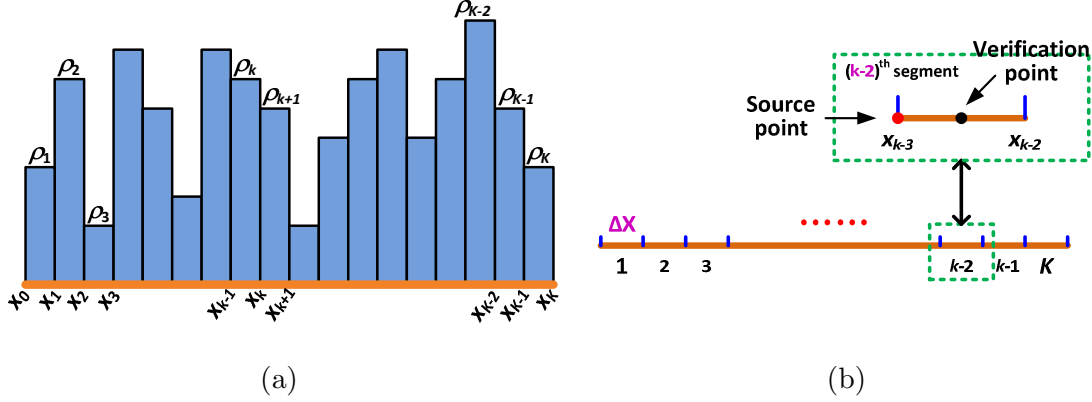 ρ1
ρ2
ρ3
ρk
ρk+1
ρK-2
ρK-1
ρK
x0
x1
x2
x3
xk-1
xk
xk+1
xK-2
xK-1
xK
(a)
Verification
point
(k-2)th segment
Source
point
xk-3
xk-2
ΔX
......
1
2
3
k-2
k-1
K
(b)